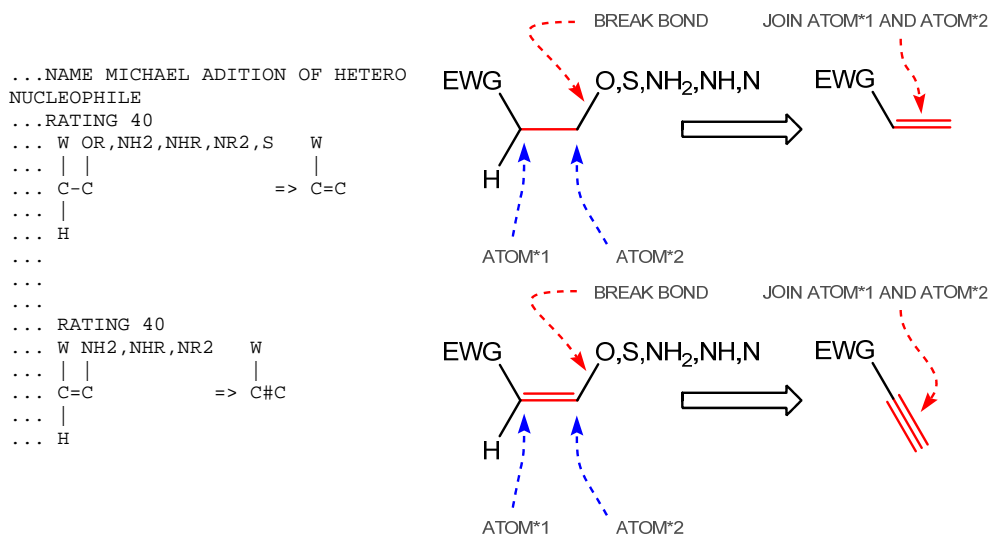 ...NAME MICHAEL ADITION OF HETERO
NUCLEOPHILE
...RATING 40
... W OR,NH2,NHR,NR2,S   W
... | |                  |
... C-C               => C=C
... |
... H
...
...
...
... RATING 40
... W NH2,NHR,NR2   W
... | |             |
... C=C          => C#C
... |
... H
BREAK BOND
JOIN ATOM*1 AND ATOM*2
EWG
O,S,NH2,NH,N
EWG
H
ATOM*1
ATOM*2
BREAK BOND
JOIN ATOM*1 AND ATOM*2
EWG
O,S,NH2,NH,N
EWG
H
ATOM*1
ATOM*2